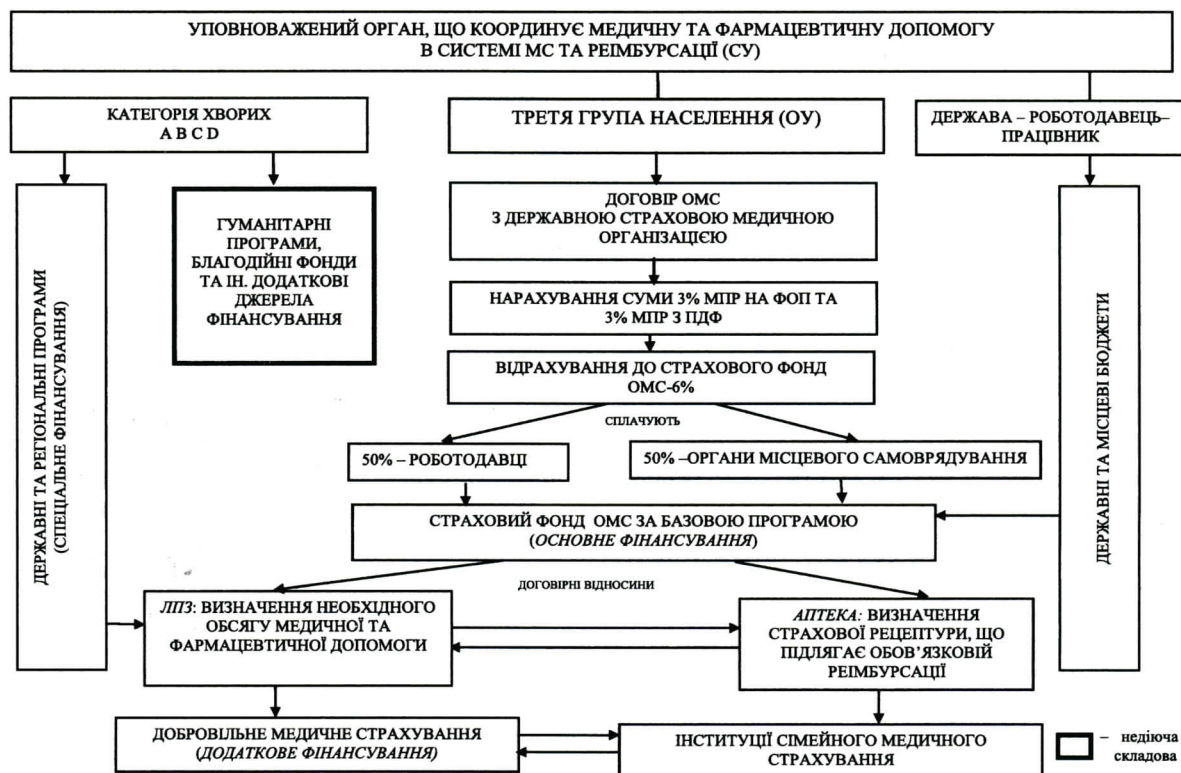 УПОВНОВАЖЕНИЙ ОРГАН, ЩО КООРДИНУЄ МЕДИЧНУ ТА ФАРМАЦЕВТИЧНУ ДОПОМОГУ
В СИСТЕМІ МС ТА РЕІМБУРСАЦІЇ (СУ)
КАТЕГОРІЯ ХВОРИХ
А В С D
ТРЕТЯ ГРУПА НАСЕЛЕННЯ (ОУ)
ДЕРЖАВА – РОБОТОДАВЕЦЬ–
ПРАЦІВНИК
ДЕРЖАВНІ ТА РЕГІОНАЛЬНІ ПРОГРАМИ
(СПЕЦІАЛЬНЕ ФІНАНСУВАННЯ)
ГУМАНІТАРНІ
ПРОГРАМИ,
БЛАГОДІЙНІ ФОНДИ
ТА ІН. ДОДАТКОВІ
ДЖЕРЕЛА
ФІНАНСУВАННЯ
ДОГОВІР ОМС
З ДЕРЖАВНОЮ СТРАХОВОЮ МЕДИЧНОЮ
ОРГАНІЗАЦІЄЮ
НАРАХУВАННЯ СУМИ 3% МПР НА ФОП ТА
3% МПР З ПДФ
ВІДРАХУВАННЯ ДО СТРАХОВОГО ФОНД
ОМС-6%
СПЛАЧУЮТЬ
50% – РОБОТОДАВЦІ
50% –ОРГАНИ МІСЦЕВОГО САМОВРЯДУВАННЯ
СТРАХОВИЙ ФОНД ОМС ЗА БАЗОВОЮ ПРОГРАМОЮ
(ОСНОВНЕ ФІНАНСУВАННЯ)
ДЕРЖАВНІ ТА МІСЦЕВІ БЮДЖЕТИ
ДОГОВІРНІ ВІДНОСИНИ
ЛПЗ: ВИЗНАЧЕННЯ НЕОБХІДНОГО
ОБСЯГУ МЕДИЧНОЇ ТА
ФАРМАЦЕВТИЧНОЇ ДОПОМОГИ
АПТЕКА: ВИЗНАЧЕННЯ
СТРАХОВОЇ РЕЦЕПТУРИ, ЩО
ПІДЛЯГАЄ ОБОВ’ЯЗКОВІЙ
РЕІМБУРСАЦІЇ
ДОБРОВІЛЬНЕ МЕДИЧНЕ СТРАХУВАННЯ
(ДОДАТКОВЕ ФІНАНСУВАННЯ)
ІНСТИТУЦІЇ СІМЕЙНОГО МЕДИЧНОГО
СТРАХУВАННЯ
– недіюча
складова